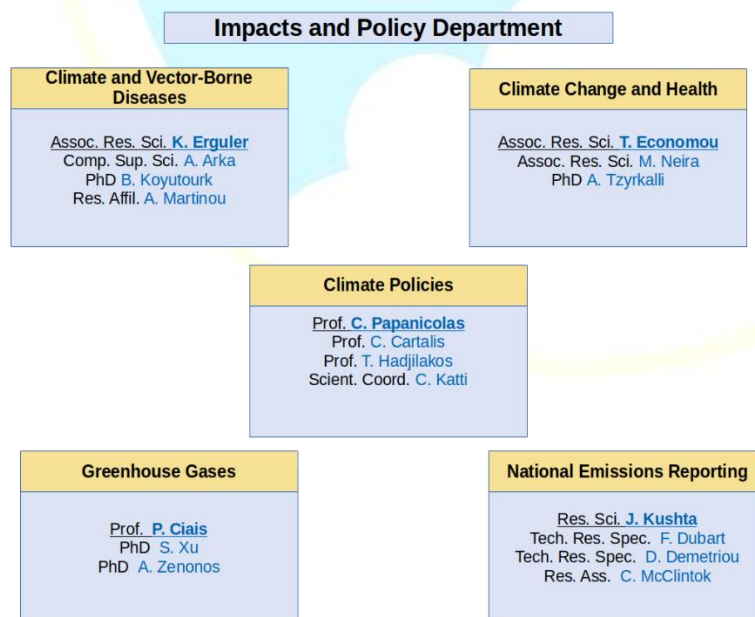 Impacts and Policy Department
Climate and Vector-Borne
Diseases
Assoc. Res. Sci. K. Erguler
Comp. Sup. Sci. A. Arka
PhD B. Koyutourk
Res. Affil. A. Martinou
Climate Change and Health
Assoc. Res. Sci. T. Economou
Assoc. Res. Sci. M. Neira
PhD A. Tzyrkalli
Climate Policies
Prof. C. Papanicolas
Prof. C. Cartalis
Prof. T. Hadjilakos
Scient. Coord. C. Katti
Greenhouse Gases
Prof. P. Ciais
PhD S. Xu
PhD A. Zenonos
National Emissions Reporting
Res. Sci. J. Kushta
Tech. Res. Spec. F. Dubart
Tech. Res. Spec. D. Demetriou
Res. Ass. C. McClintok